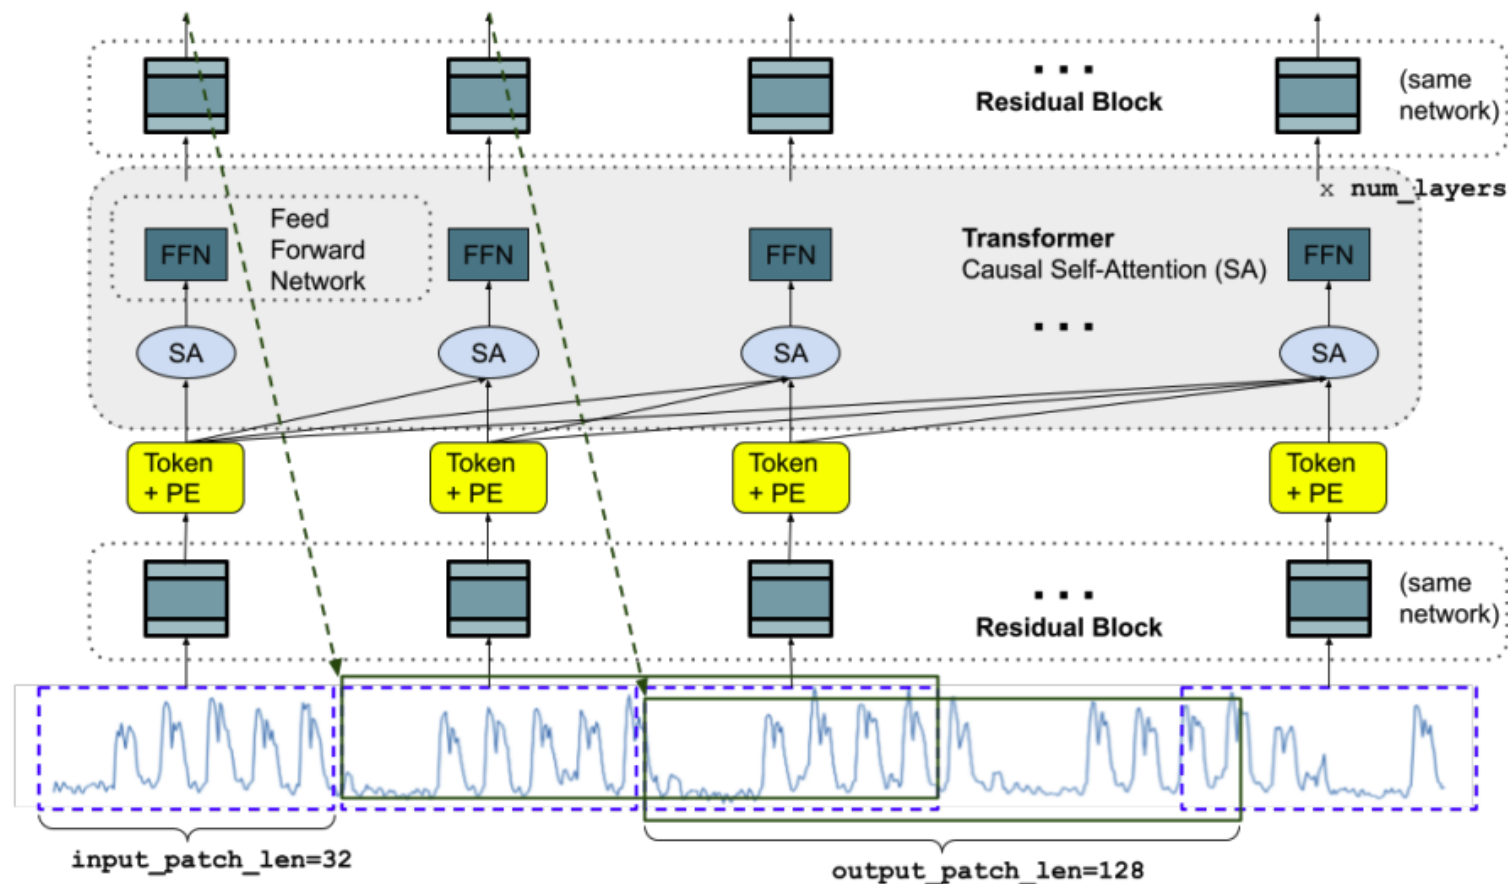 . . .
Residual Block
(same
network)
x num_layers
Feed
Forward
Network
FFN
FFN
FFN
FFN
Transformer
Causal Self-Attention (SA)
. . .
SA
SA
SA
SA
Token
+ PE
Token
+ PE
Token
+ PE
Token
+ PE
. . .
Residual Block
(same
network)
input_patch_len=32
output_patch_len=128